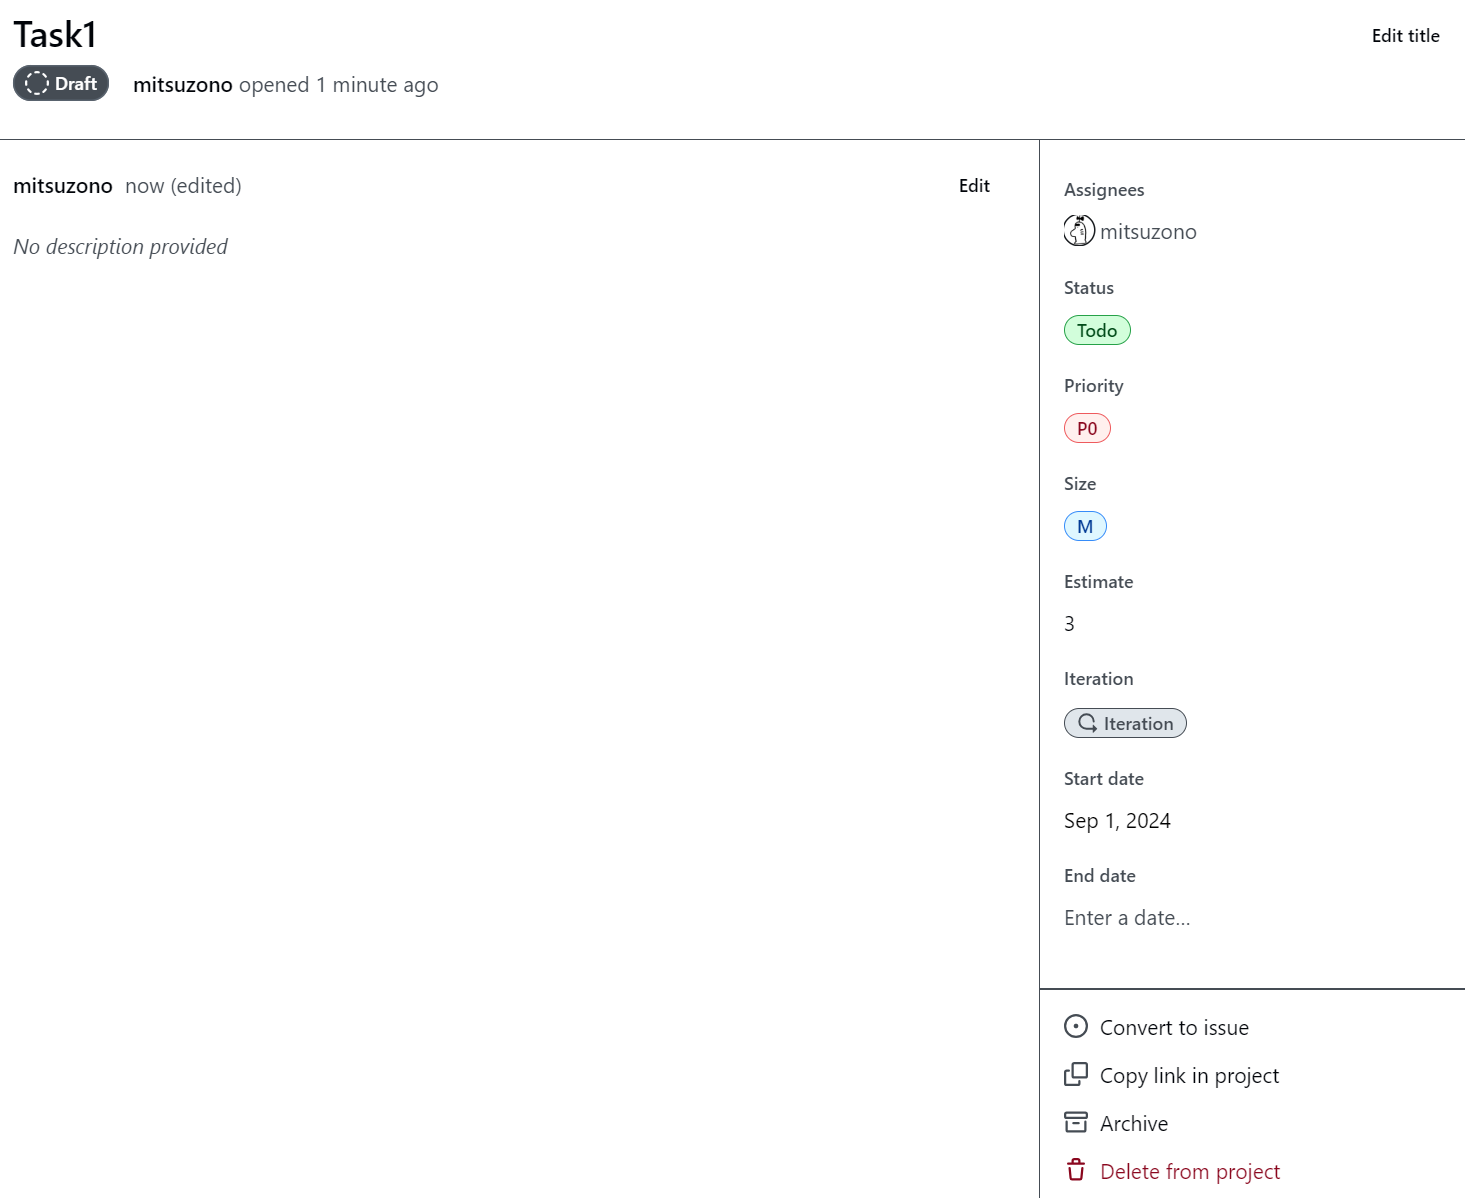 Task1
Edit title
Draft
mitsuzono opened 1 minute ago
mitsuzono now (edited)
Edit
No description provided
Assignees
mitsuzono
Status
Todo
Priority
P0
Size
M
Estimate
3
Iteration
Iteration
Start date
Sep 1, 2024
End date
Enter a date...
Convert to issue
Copy link in project
Archive
Delete from project